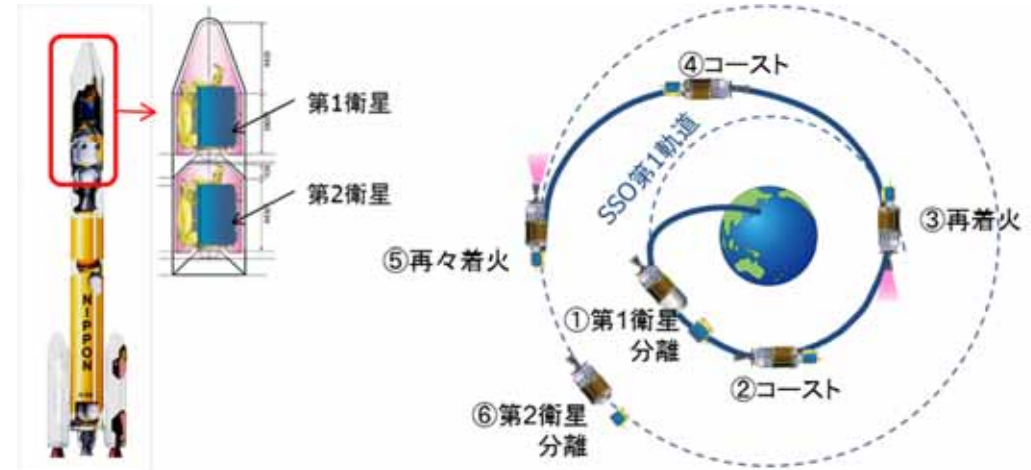 第1衛星
第2衛星
NIPPON
SSO第1軌道
①第1衛星
分離
②コースト
③再着火
④コースト
⑤再々着火
⑥第2衛星
分離